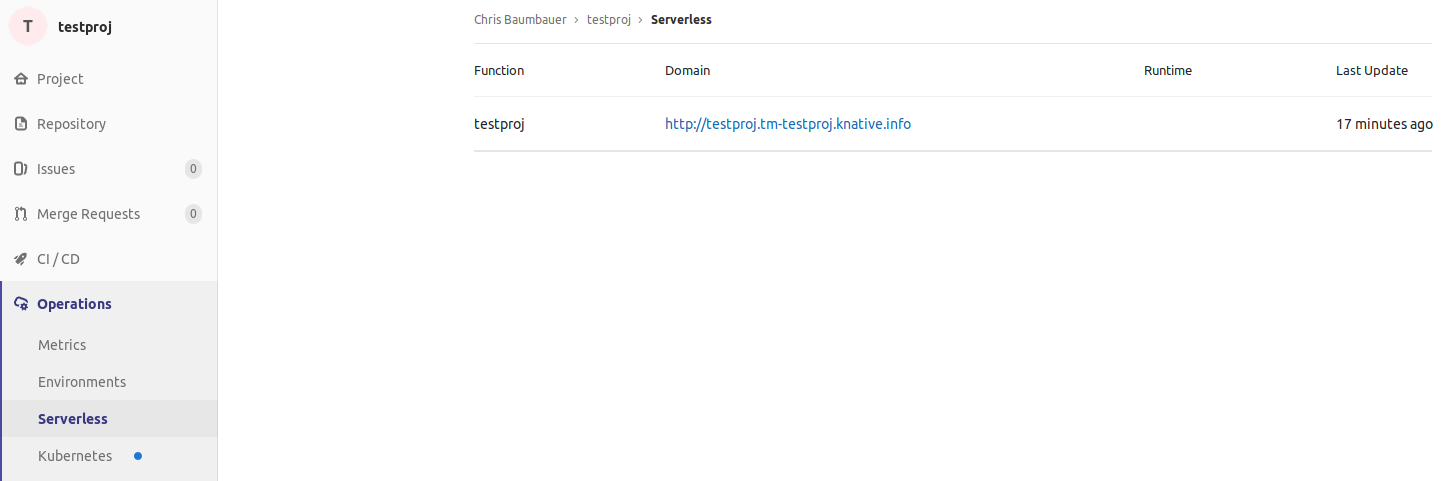 T testproj
Project
Repository
Issues 0
Merge Requests 0
CI / CD
Operations
Metrics
Environments
Serverless
Kubernetes
Chris Baumbauer › testproj › Serverless
Function Domain Runtime Last Update
testproj http://testproj.tm-testproj.knative.info 17 minutes ago